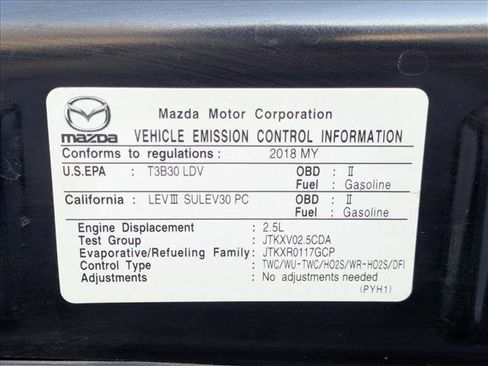 Mazda Motor Corporation
mazda VEHICLE EMISSION CONTROL INFORMATION
Conforms to regulations : 2018 MY
U.S.EPA : T3B30 LDV OBD : II
Fuel : Gasoline
California : LEVIII SULEV30 PC OBD : II
Fuel : Gasoline
Engine Displacement : 2.5L
Test Group : JTKXV02.5CDA
Evaporative/Refueling Family: JTKXR0117GCP
Control Type : TWC/WU-TWC/HO2S/WR-HO2S/DFI
Adjustments : No adjustments needed
(PYH1)